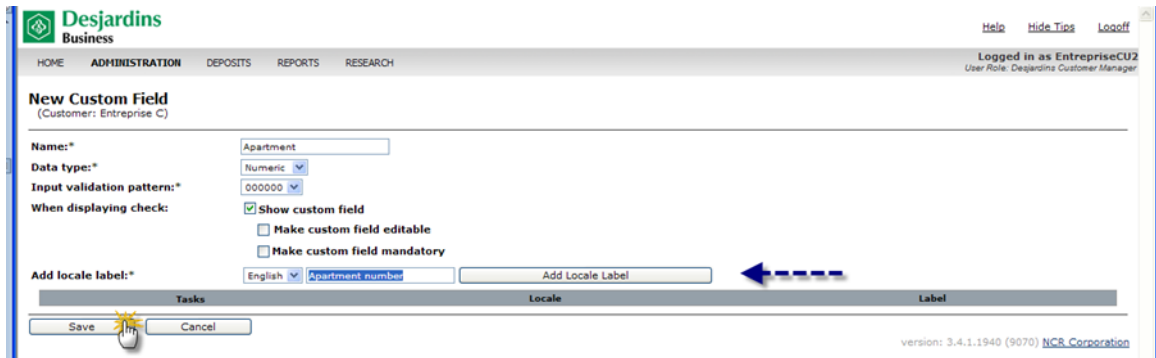 Desjardins
Business
Help Hide Tips Logoff
HOME ADMINISTRATION DEPOSITS REPORTS RESEARCH
Logged in as EntrepriseCU2
User Role: Desjardins Customer Manager
New Custom Field
(Customer: Entreprise C)
Name:* Apartment
Data type:* Numeric
Input validation pattern:* 000000
When displaying check: Show custom field
Make custom field editable
Make custom field mandatory
Add locale label:* English Apartment number Add Locale Label
Tasks Locale Label
Save Cancel
version: 3.4.1.1940 (9070) NCR Corporation